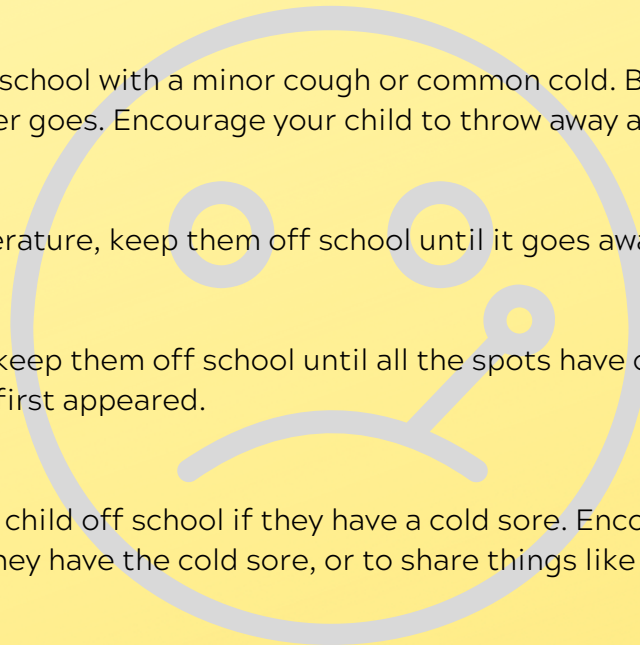 school with a minor cough or common cold. B
er goes. Encourage your child to throw away a
erature, keep them off school until it goes awa
keep them off school until all the spots have c
first appeared.
child off school if they have a cold sore. Enco
hey have the cold sore, or to share things like